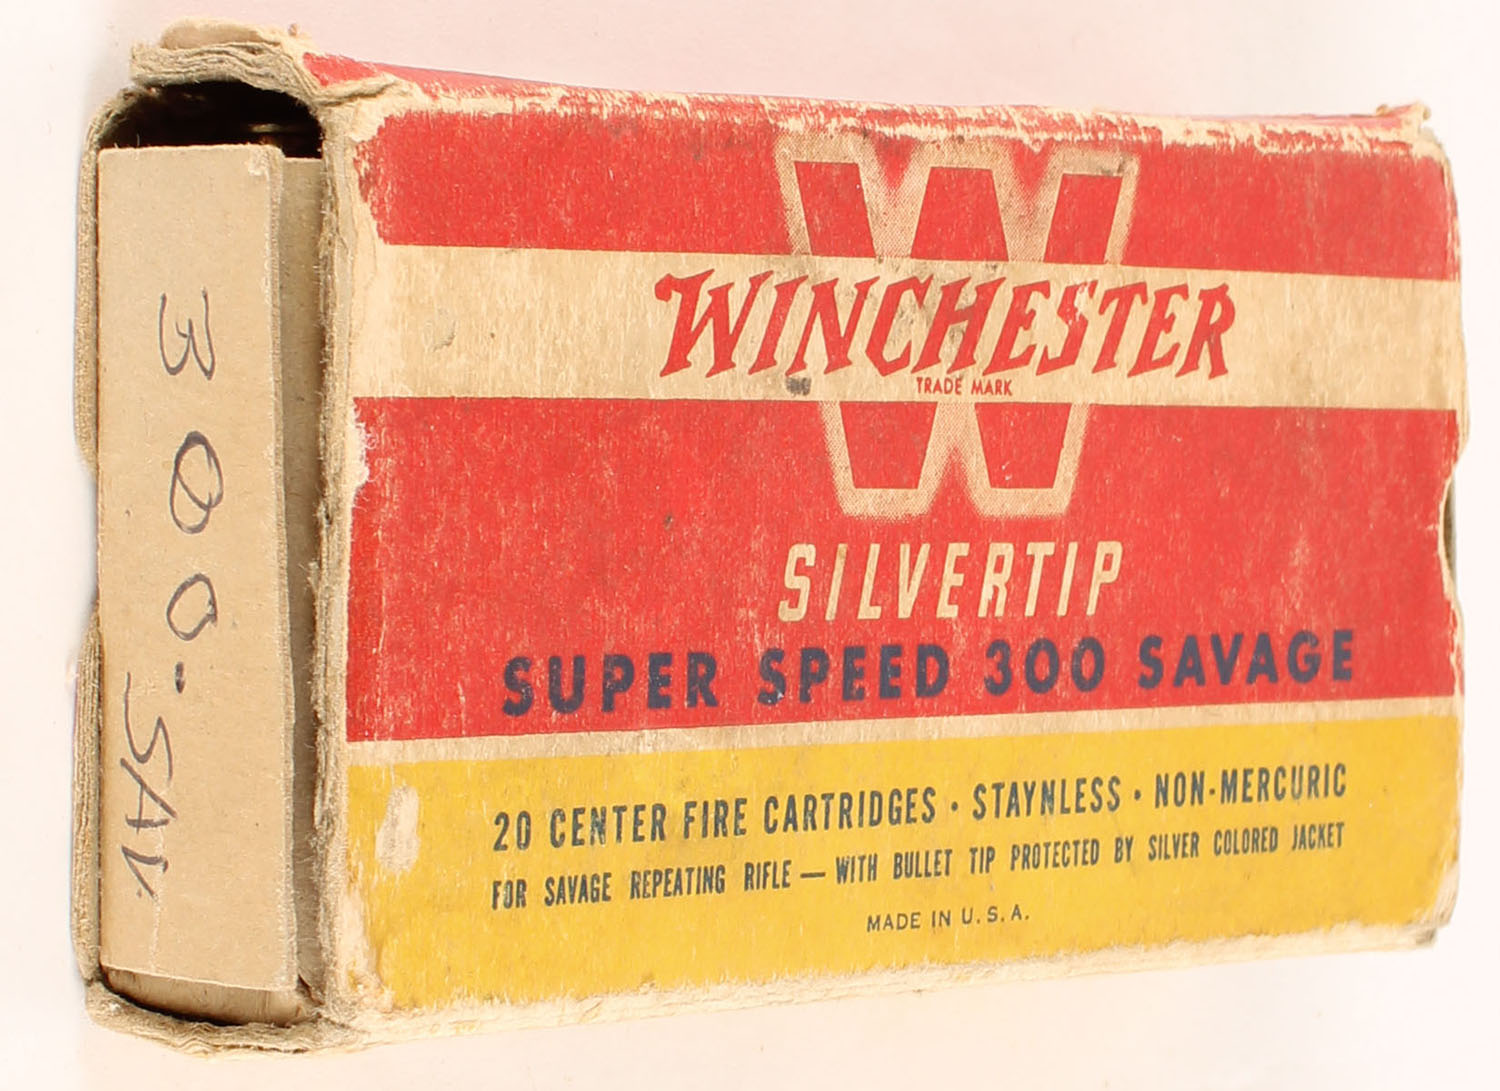 300-SAV.
W
WINCHESTER
TRADE MARK
SILVERTIP
SUPER SPEED 300 SAVAGE
20 CENTER FIRE CARTRIDGES · STAYNLESS · NON-MERCURIC
FOR SAVAGE REPEATING RIFLE — WITH BULLET TIP PROTECTED BY SILVER COLORED JACKET
MADE IN U.S.A.